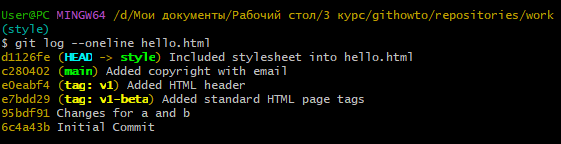 User@PC MINGW64 /d/Мои документы/Рабочий стол/3 курс/githowto/repositories/work
(style)
$ git log --oneline hello.html
d1126fe (HEAD -> style) Included stylesheet into hello.html
c280402 (main) Added copyright with email
e0eabf4 (tag: v1) Added HTML header
e7bdd29 (tag: v1-beta) Added standard HTML page tags
95bdf91 Changes for a and b
6c4a43b Initial Commit